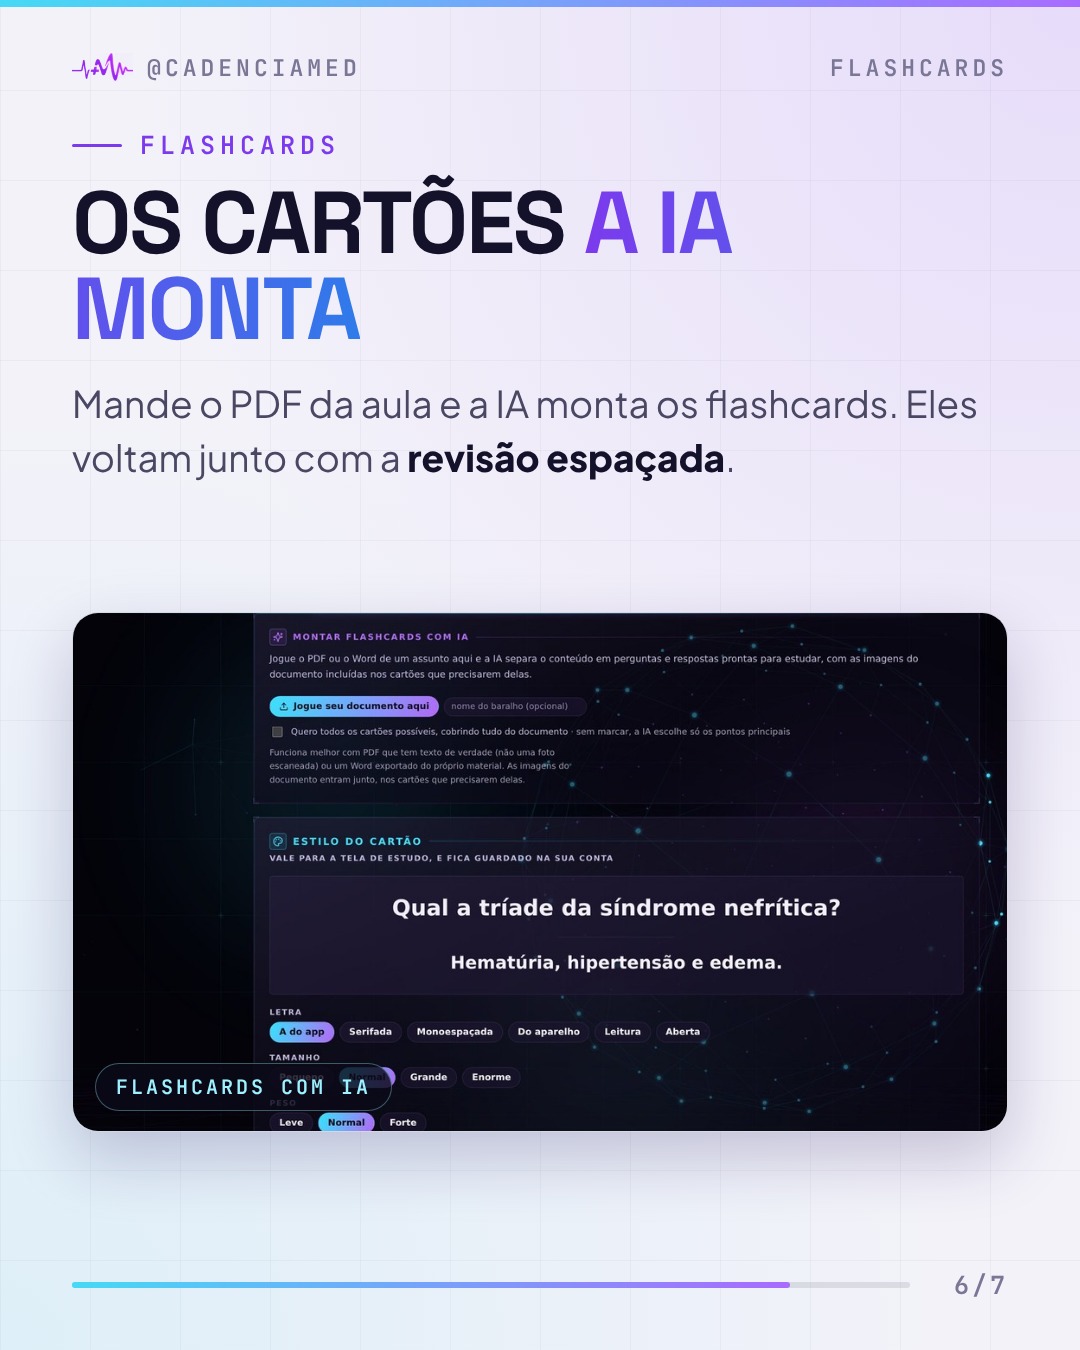 @CADENCIAMED
FLASHCARDS
FLASHCARDS
OS CARTÕES A IA
MONTA
Mande o PDF da aula e a IA monta os flashcards. Eles
voltam junto com a revisão espaçada.
MONTAR FLASHCARDS COM IA
Jogue o PDF ou o Word de um assunto aqui e a IA separa o conteúdo em perguntas e respostas prontas para estudar, com as imagens do
documento incluídas nos cartões que precisarem delas.
Jogue seu documento aqui
nome do baralho (opcional)
Quero todos os cartões possíveis, cobrindo tudo do documento · sem marcar, a IA escolhe só os pontos principais
Funciona melhor com PDF que tem texto de verdade (não uma foto
escaneada) ou um Word exportado do próprio material. As imagens do
documento entram junto, nos cartões que precisarem delas.
ESTILO DO CARTÃO
VALE PARA A TELA DE ESTUDO, E FICA GUARDADO NA SUA CONTA
Qual a tríade da síndrome nefrítica?
Hematúria, hipertensão e edema.
LETRA
A do app Serifada Monoespaçada Do aparelho Leitura Aberta
TAMANHO
Pequeno Normal Grande Enorme
FLASHCARDS COM IA
PESO
Leve Normal Forte
6/7